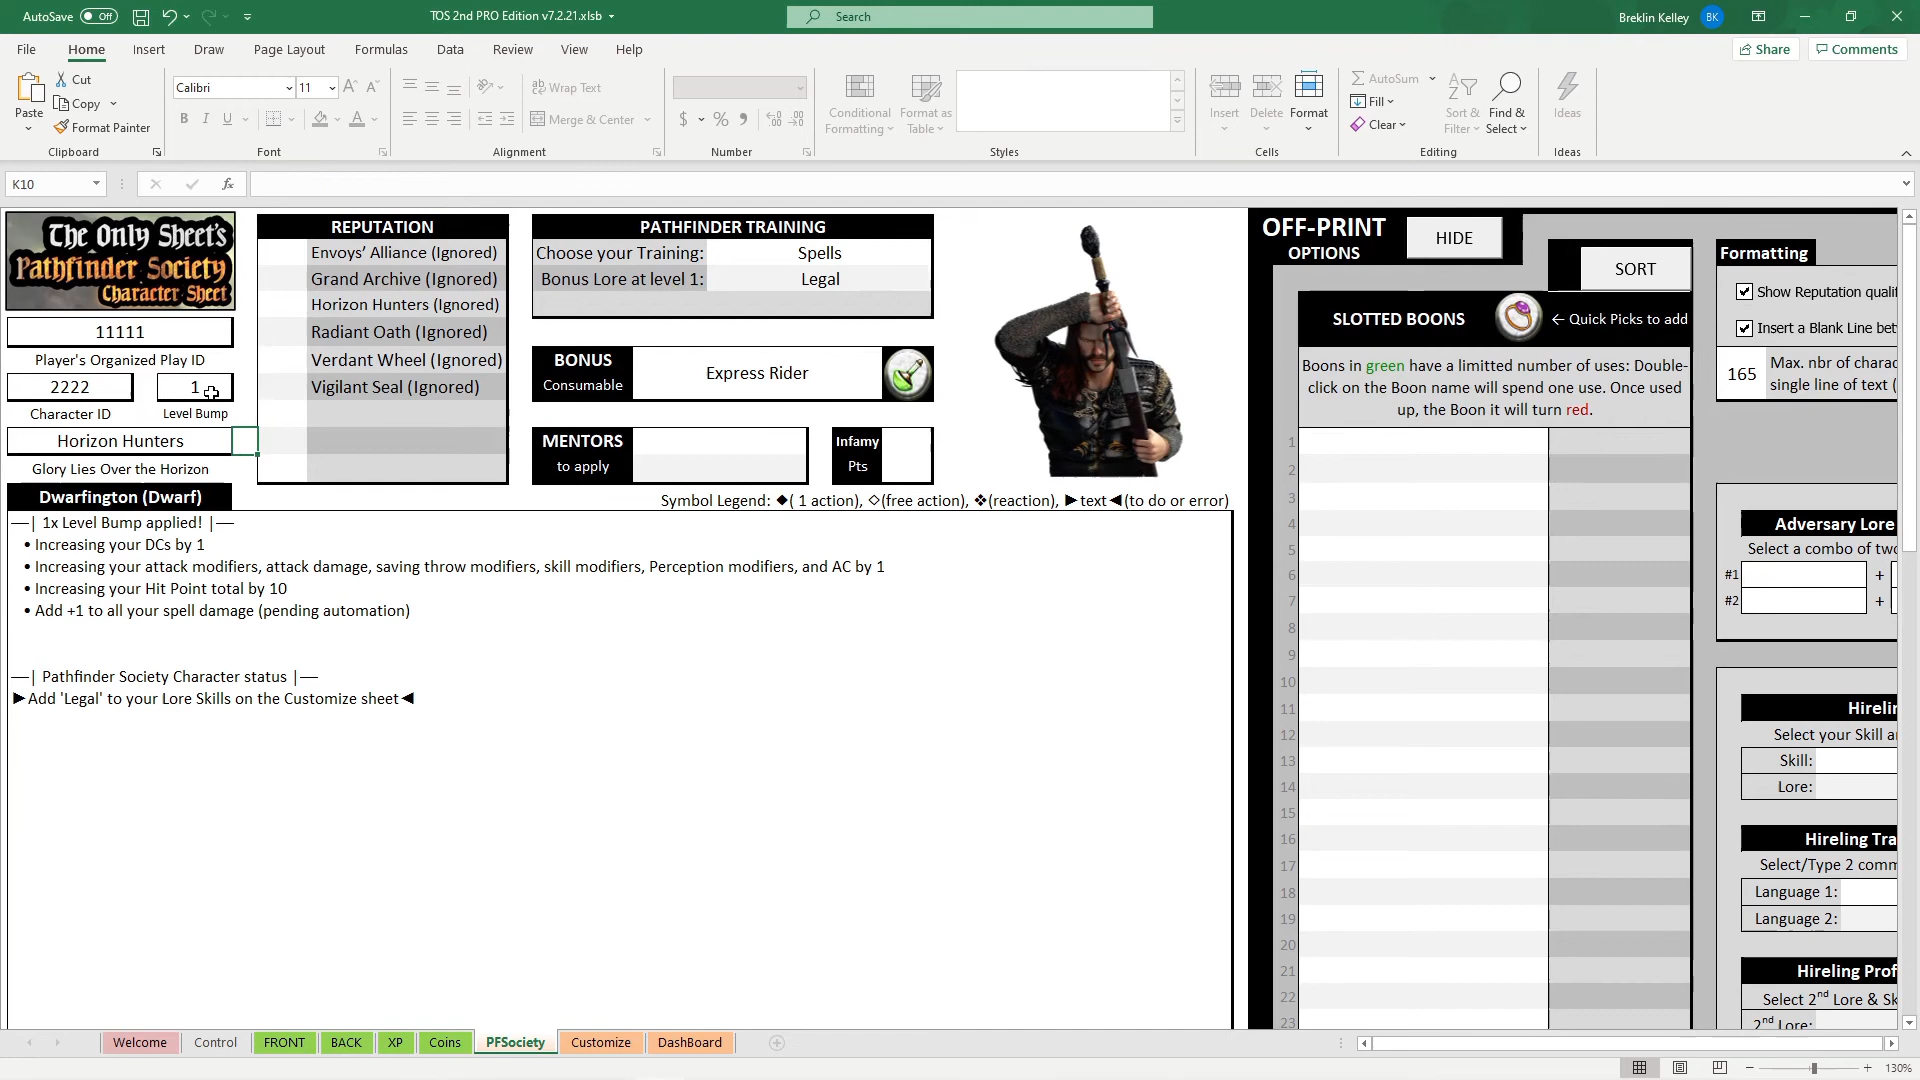 AutoSave Off TOS 2nd PRO Edition v7.2.21.xlsb Search Breklin Kelley BK
File Home Insert Draw Page Layout Formulas Data Review View Help Share Comments
Paste Cut Copy Format Painter Clipboard
Calibri 11 A A B I U A Font
ab Wrap Text Merge & Center Alignment
$ % Number
Conditional Formatting Format as Table Styles
Insert Delete Format Cells
AutoSum Fill Clear Sort & Filter Find & Select Editing
Ideas Ideas
K10 fx
The Only Sheet's
Pathfinder Society
Character Sheet
11111
Player's Organized Play ID
2222 1
Character ID Level Bump
Horizon Hunters
Glory Lies Over the Horizon
REPUTATION
Envoys’ Alliance (Ignored)
Grand Archive (Ignored)
Horizon Hunters (Ignored)
Radiant Oath (Ignored)
Verdant Wheel (Ignored)
Vigilant Seal (Ignored)
PATHFINDER TRAINING
Choose your Training: Spells
Bonus Lore at level 1: Legal
BONUS Consumable Express Rider
MENTORS to apply
Infamy Pts
Dwarfington (Dwarf)
Symbol Legend: ◆( 1 action), ◇(free action), ❖(reaction), ►text◄(to do or error)
—| 1x Level Bump applied! |—
• Increasing your DCs by 1
• Increasing your attack modifiers, attack damage, saving throw modifiers, skill modifiers, Perception modifiers, and AC by 1
• Increasing your Hit Point total by 10
• Add +1 to all your spell damage (pending automation)
—| Pathfinder Society Character status |—
►Add 'Legal' to your Lore Skills on the Customize sheet◄
OFF-PRINT
OPTIONS
HIDE
SORT
SLOTTED BOONS ← Quick Picks to add
Boons in green have a limitted number of uses: Double-
click on the Boon name will spend one use. Once used
up, the Boon it will turn red.
1
2
3
4
5
6
7
8
9
10
11
12
13
14
15
16
17
18
19
20
21
22
23
Formatting
Show Reputation qualif
Insert a Blank Line bet
165 Max. nbr of charac
single line of text (
Adversary Lore
Select a combo of two
#1 +
#2 +
Hirelin
Select your Skill a
Skill:
Lore:
Hireling Tra
Select/Type 2 comm
Language 1:
Language 2:
Hireling Prof
Select 2nd Lore & Sk
2nd Lore:
Welcome Control FRONT BACK XP Coins PFSociety Customize DashBoard
130%